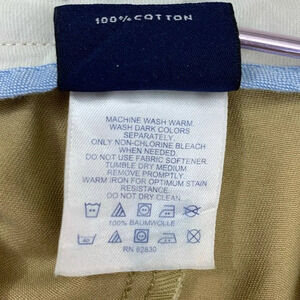 100% COTTON
MACHINE WASH WARM.
WASH DARK COLORS
SEPARATELY.
ONLY NON-CHLORINE BLEACH
WHEN NEEDED.
DO NOT USE FABRIC SOFTENER.
TUMBLE DRY MEDIUM.
REMOVE PROMPTLY.
WARM IRON FOR OPTIMUM STAIN
RESISTANCE.
DO NOT DRY CLEAN.
100% BAUMWOLLE
RN 62830